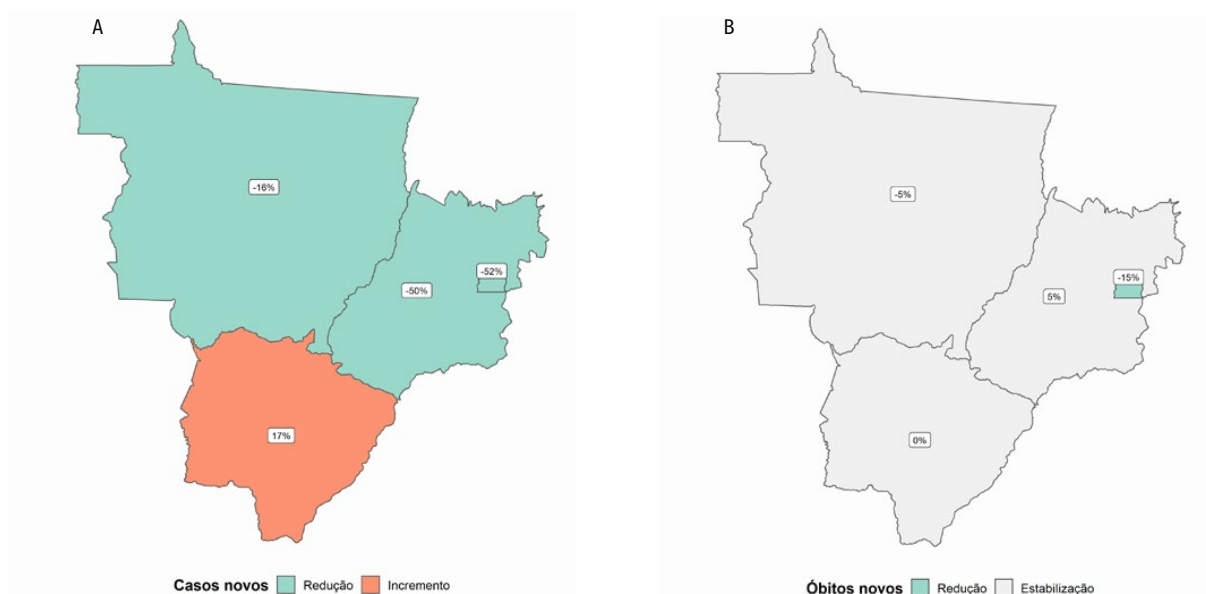 A
-16%
-52%
-50%
17%
Casos novos Redução Incremento
B
-5%
-15%
5%
0%
Óbitos novos Redução Estabilização